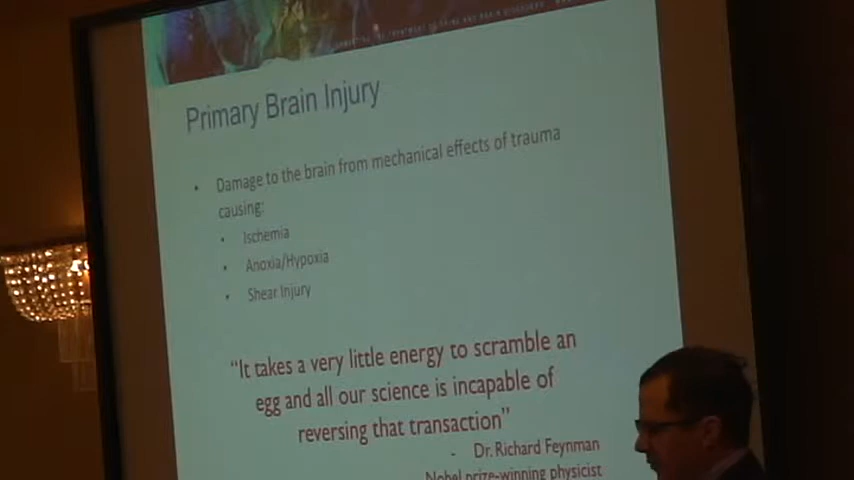 Primary Brain Injury
• Damage to the brain from mechanical effects of trauma
causing:
• Ischemia
• Anoxia/Hypoxia
• Shear Injury
“It takes a very little energy to scramble an
egg and all our science is incapable of
reversing that transaction”
- Dr. Richard Feynman
Nobel prize-winning physicist